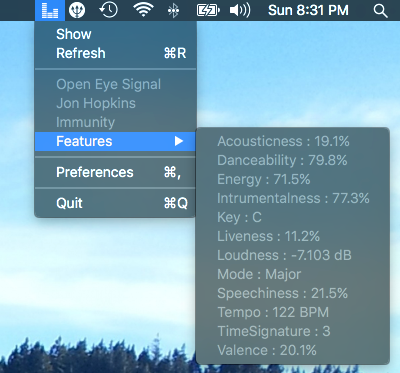 Sun 8:31 PM
Show
Refresh ⌘R
Open Eye Signal
Jon Hopkins
Immunity
Features ▶
Preferences ⌘,
Quit ⌘Q
Acousticness : 19.1%
Danceability : 79.8%
Energy : 71.5%
Intrumentalness : 77.3%
Key : C
Liveness : 11.2%
Loudness : -7.103 dB
Mode : Major
Speechiness : 21.5%
Tempo : 122 BPM
TimeSignature : 3
Valence : 20.1%